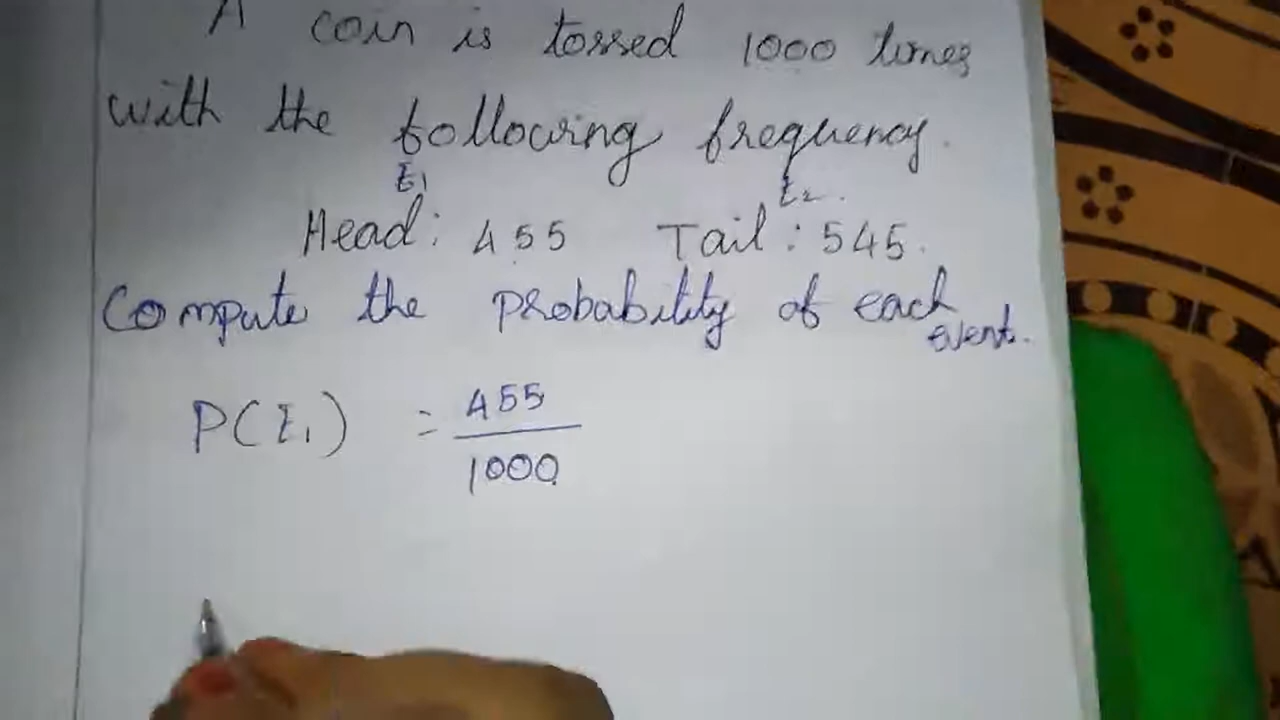 A coin is tossed 1000 times
with the following frequency.
E1 E2.
Head: 455 Tail: 545.
Compute the probability of each
event.
P(E1) = 455/1000